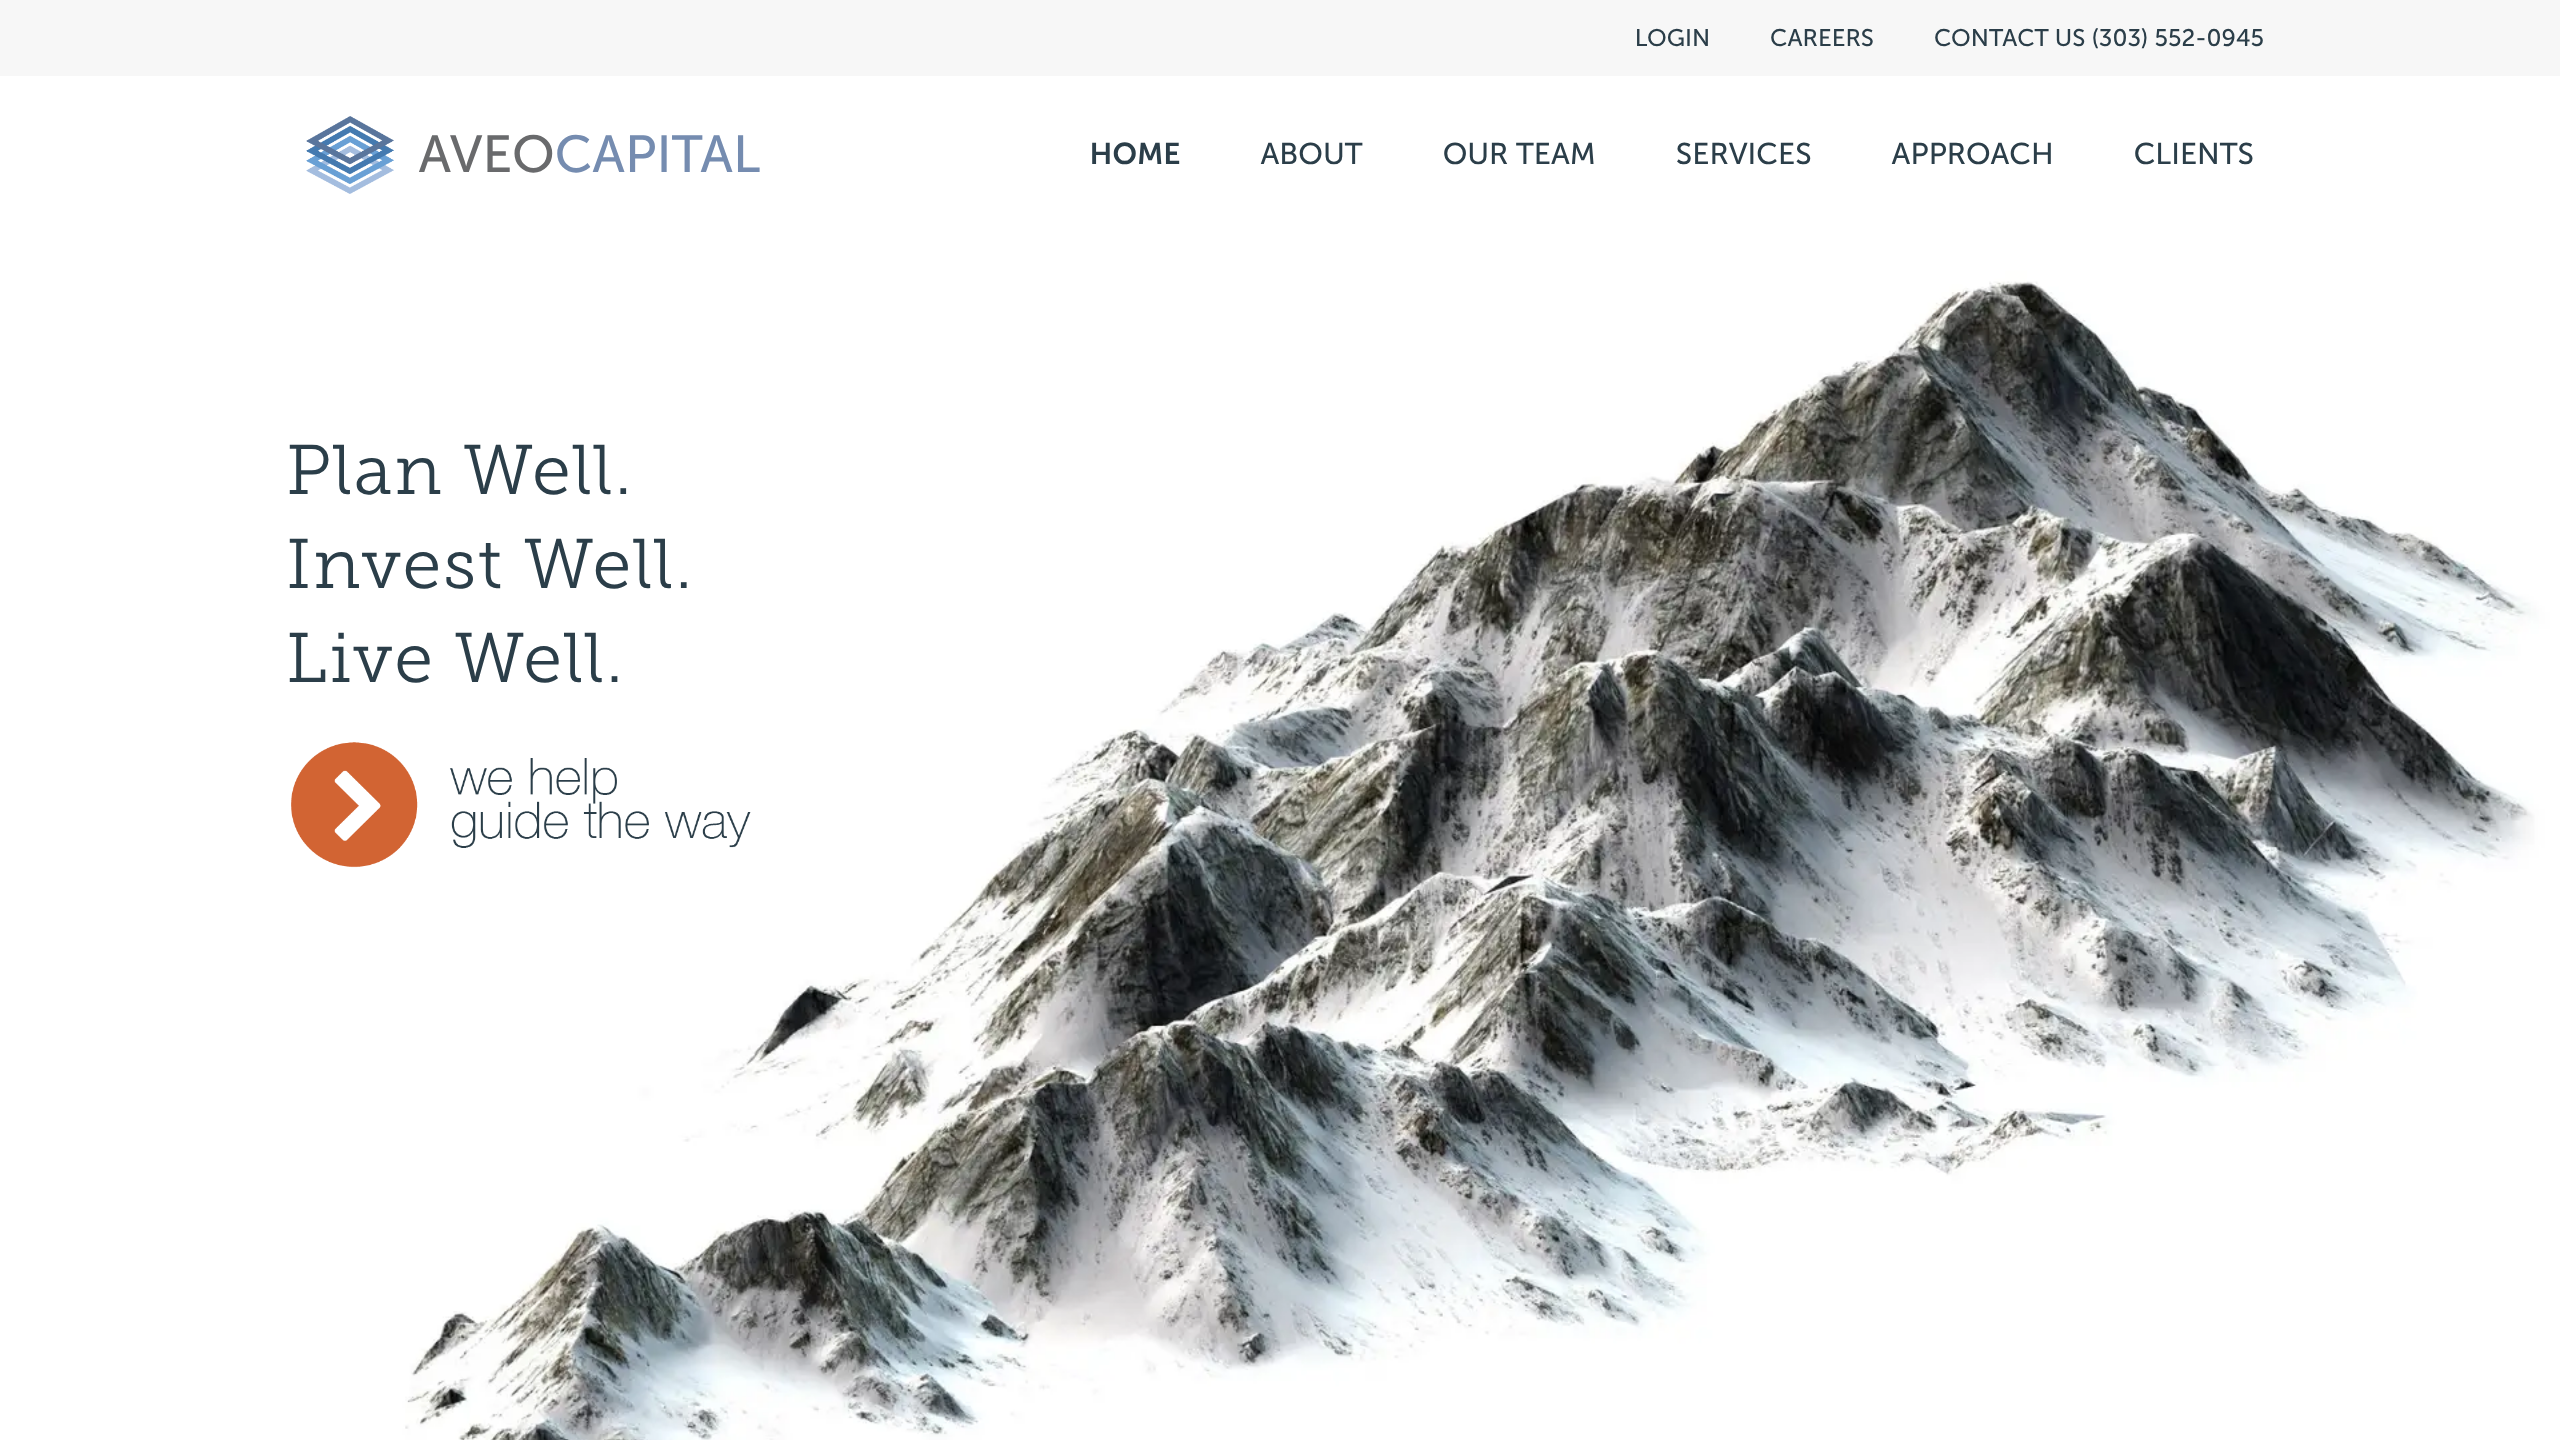 LOGIN CAREERS CONTACT US (303) 552-0945
AVEOCAPITAL
HOME ABOUT OUR TEAM SERVICES APPROACH CLIENTS
Plan Well.
Invest Well.
Live Well.
we help
guide the way